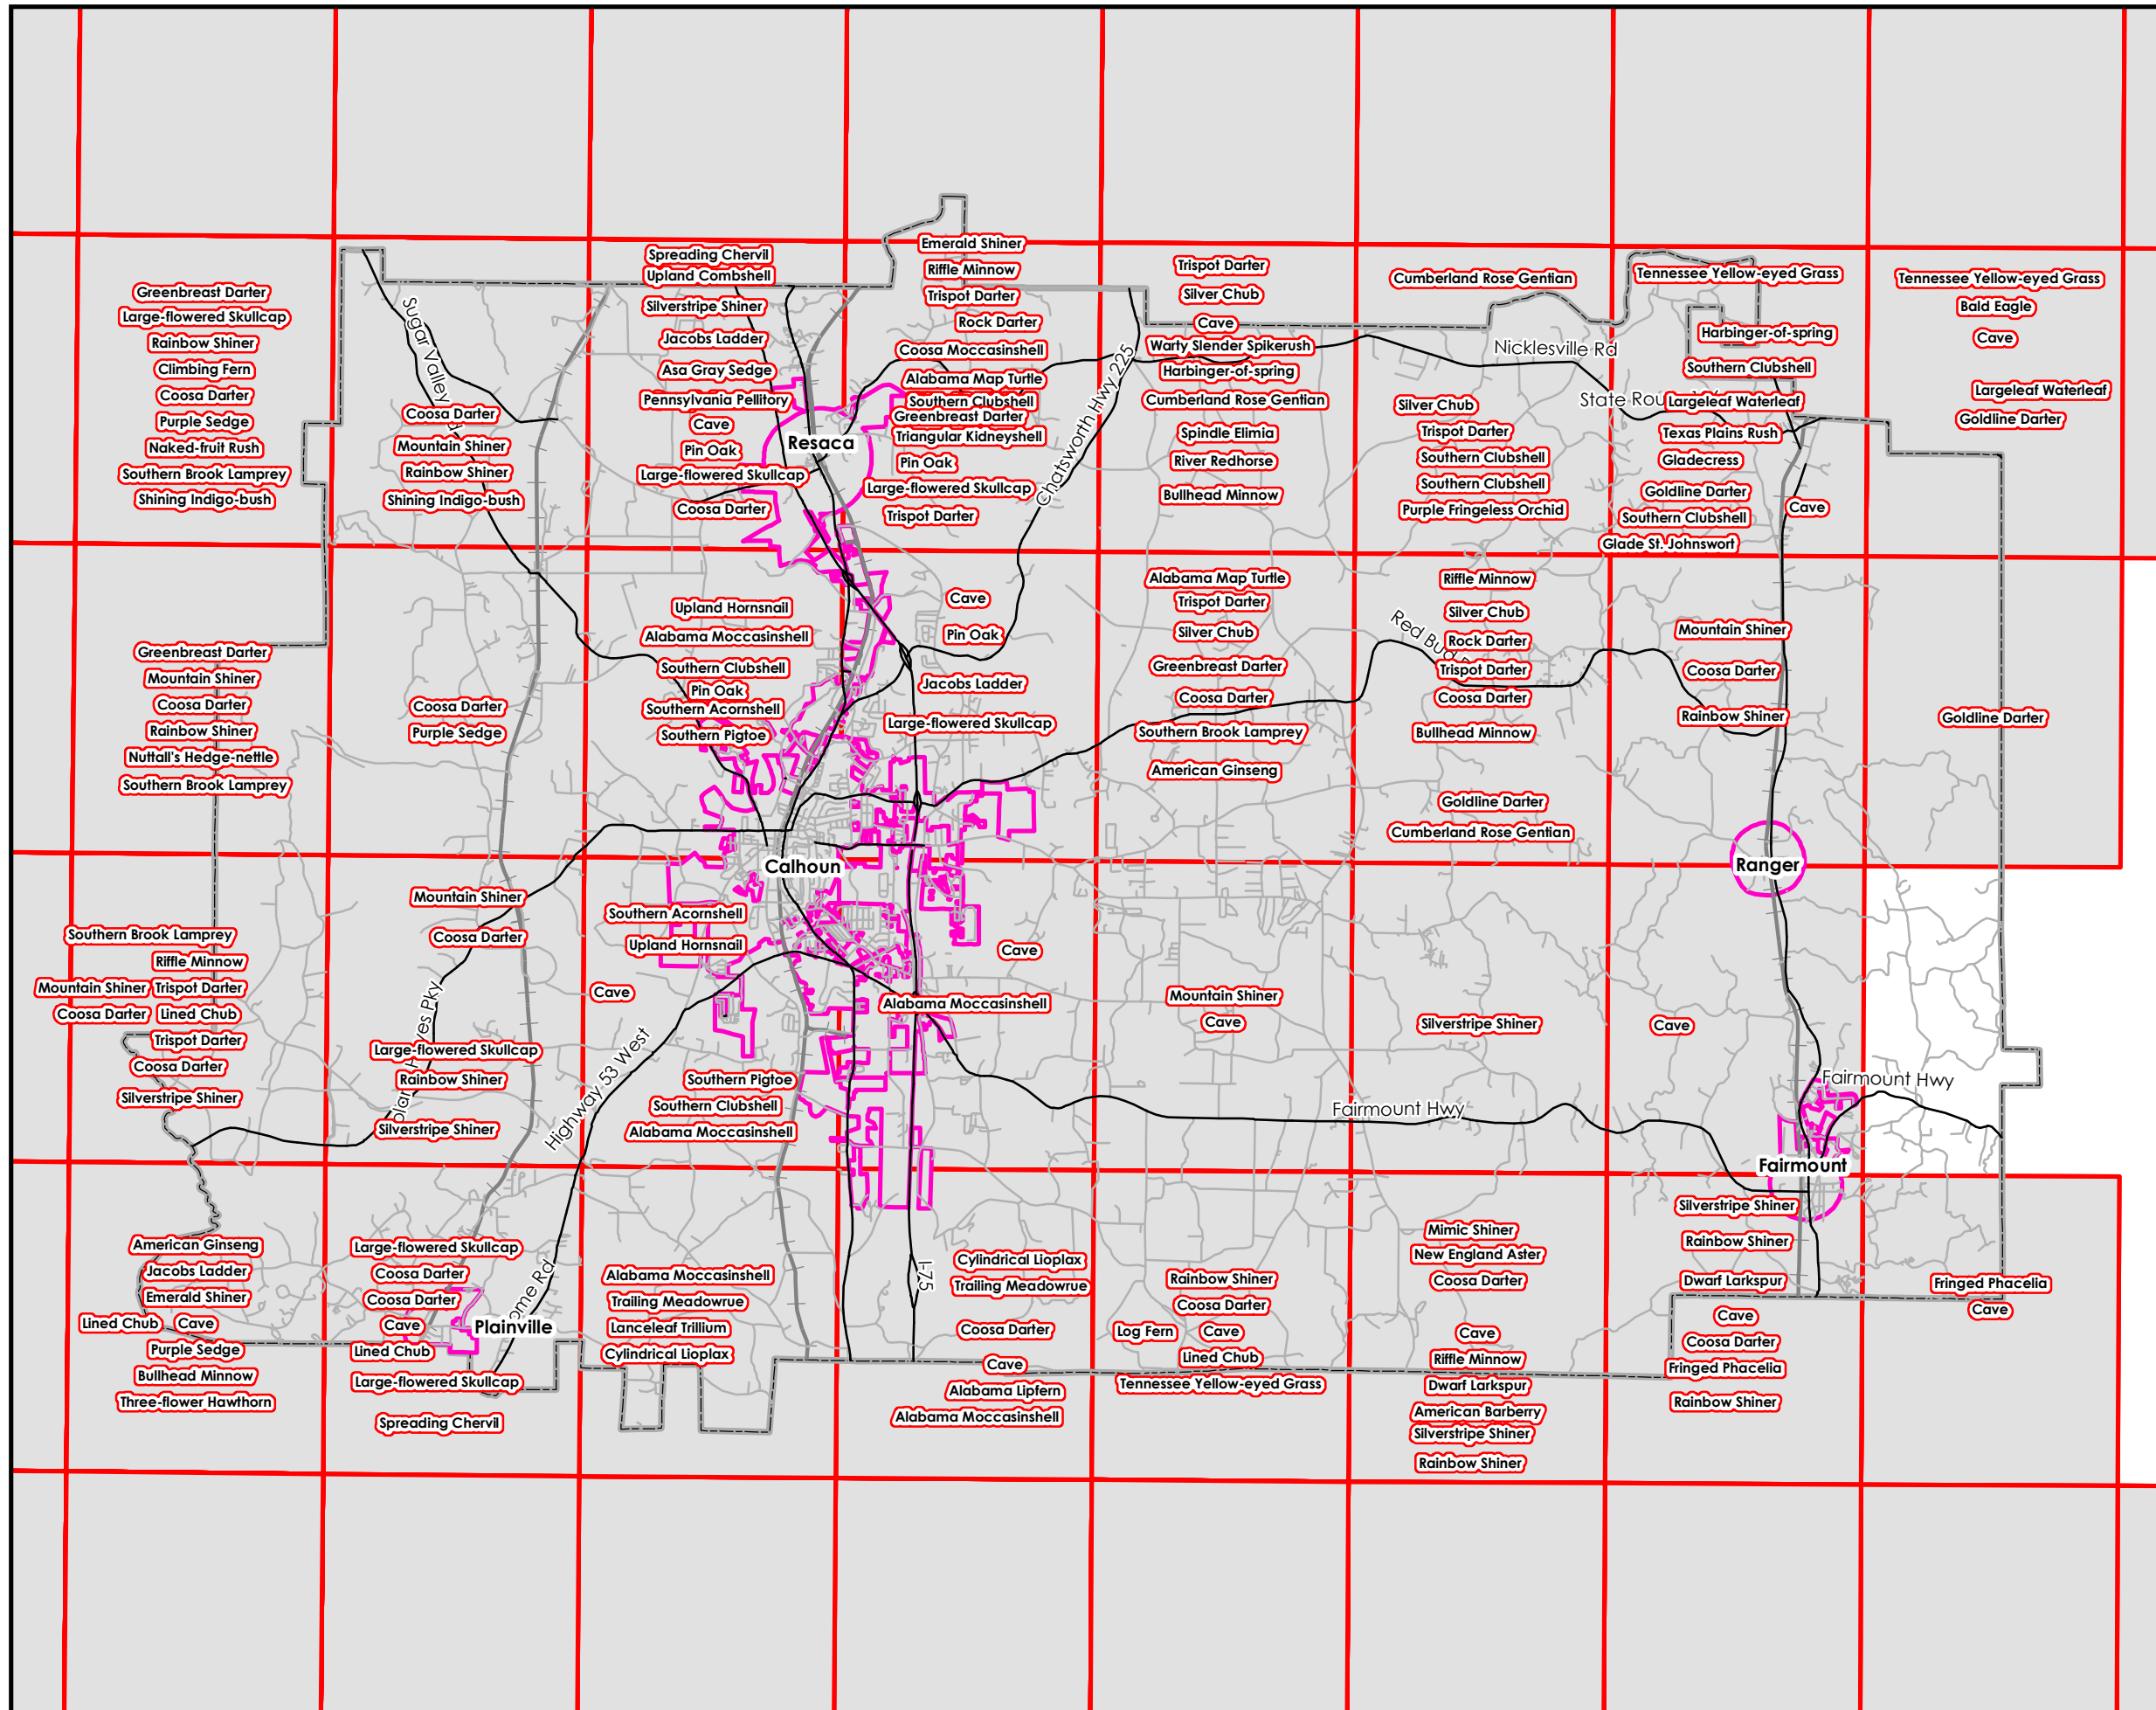 Greenbreast Darter
Large-flowered Skullcap
Rainbow Shiner
Climbing Fern
Coosa Darter
Purple Sedge
Naked-fruit Rush
Southern Brook Lamprey
Shining Indigo-bush
Sugar Valley
Coosa Darter
Mountain Shiner
Rainbow Shiner
Shining Indigo-bush
Spreading Chervil
Upland Combshell
Silverstripe Shiner
Jacobs Ladder
Asa Gray Sedge
Pennsylvania Pellitory
Cave
Pin Oak
Large-flowered Skullcap
Coosa Darter
Resaca
Emerald Shiner
Riffle Minnow
Trispot Darter
Rock Darter
Coosa Moccasinshell
Alabama Map Turtle
Southern Clubshell
Greenbreast Darter
Triangular Kidneyshell
Pin Oak
Large-flowered Skullcap
Trispot Darter
Chatsworth Hwy 225
Trispot Darter
Silver Chub
Cave
Warty Slender Spikerush
Harbinger-of-spring
Cumberland Rose Gentian
Spindle Elimia
River Redhorse
Bullhead Minnow
Cumberland Rose Gentian
Nicklesville Rd
Silver Chub
Trispot Darter
Southern Clubshell
Southern Clubshell
Purple Fringeless Orchid
Tennessee Yellow-eyed Grass
Harbinger-of-spring
Southern Clubshell
State Rou
Largeleaf Waterleaf
Texas Plains Rush
Gladecress
Goldline Darter
Southern Clubshell
Cave
Glade St. Johnswort
Tennessee Yellow-eyed Grass
Bald Eagle
Cave
Largeleaf Waterleaf
Goldline Darter
Greenbreast Darter
Mountain Shiner
Coosa Darter
Rainbow Shiner
Nuttall's Hedge-nettle
Southern Brook Lamprey
Coosa Darter
Purple Sedge
Upland Hornsnail
Alabama Moccasinshell
Southern Clubshell
Pin Oak
Southern Acornshell
Southern Pigtoe
Cave
Pin Oak
Jacobs Ladder
Large-flowered Skullcap
Alabama Map Turtle
Trispot Darter
Silver Chub
Greenbreast Darter
Coosa Darter
Southern Brook Lamprey
American Ginseng
Red Bud
Riffle Minnow
Silver Chub
Rock Darter
Trispot Darter
Coosa Darter
Bullhead Minnow
Goldline Darter
Cumberland Rose Gentian
Mountain Shiner
Coosa Darter
Rainbow Shiner
Goldline Darter
Ranger
Calhoun
Southern Brook Lamprey
Riffle Minnow
Mountain Shiner Trispot Darter
Coosa Darter Lined Chub
Trispot Darter
Coosa Darter
Silverstripe Shiner
Mountain Shiner
Coosa Darter
Pky
Large-flowered Skullcap
Rainbow Shiner
Silverstripe Shiner
Southern Acornshell
Upland Hornsnail
Cave
Highway 53 West
Southern Pigtoe
Southern Clubshell
Alabama Moccasinshell
Cave
Alabama Moccasinshell
Mountain Shiner
Cave
Silverstripe Shiner
Fairmount Hwy
Cave
Fairmount Hwy
Fairmount
American Ginseng
Jacobs Ladder
Emerald Shiner
Lined Chub Cave
Purple Sedge
Bullhead Minnow
Three-flower Hawthorn
Large-flowered Skullcap
Coosa Darter
Coosa Darter
Cave
Lined Chub
Large-flowered Skullcap
Spreading Chervil
Plainville
Rd
Alabama Moccasinshell
Trailing Meadowrue
Lanceleaf Trillium
Cylindrical Lioplax
I-75
Cylindrical Lioplax
Trailing Meadowrue
Coosa Darter
Cave
Alabama Lipfern
Alabama Moccasinshell
Rainbow Shiner
Coosa Darter
Log Fern Cave
Lined Chub
Tennessee Yellow-eyed Grass
Mimic Shiner
New England Aster
Coosa Darter
Cave
Riffle Minnow
Dwarf Larkspur
American Barberry
Silverstripe Shiner
Rainbow Shiner
Silverstripe Shiner
Rainbow Shiner
Dwarf Larkspur
Cave
Coosa Darter
Fringed Phacelia
Rainbow Shiner
Fringed Phacelia
Cave